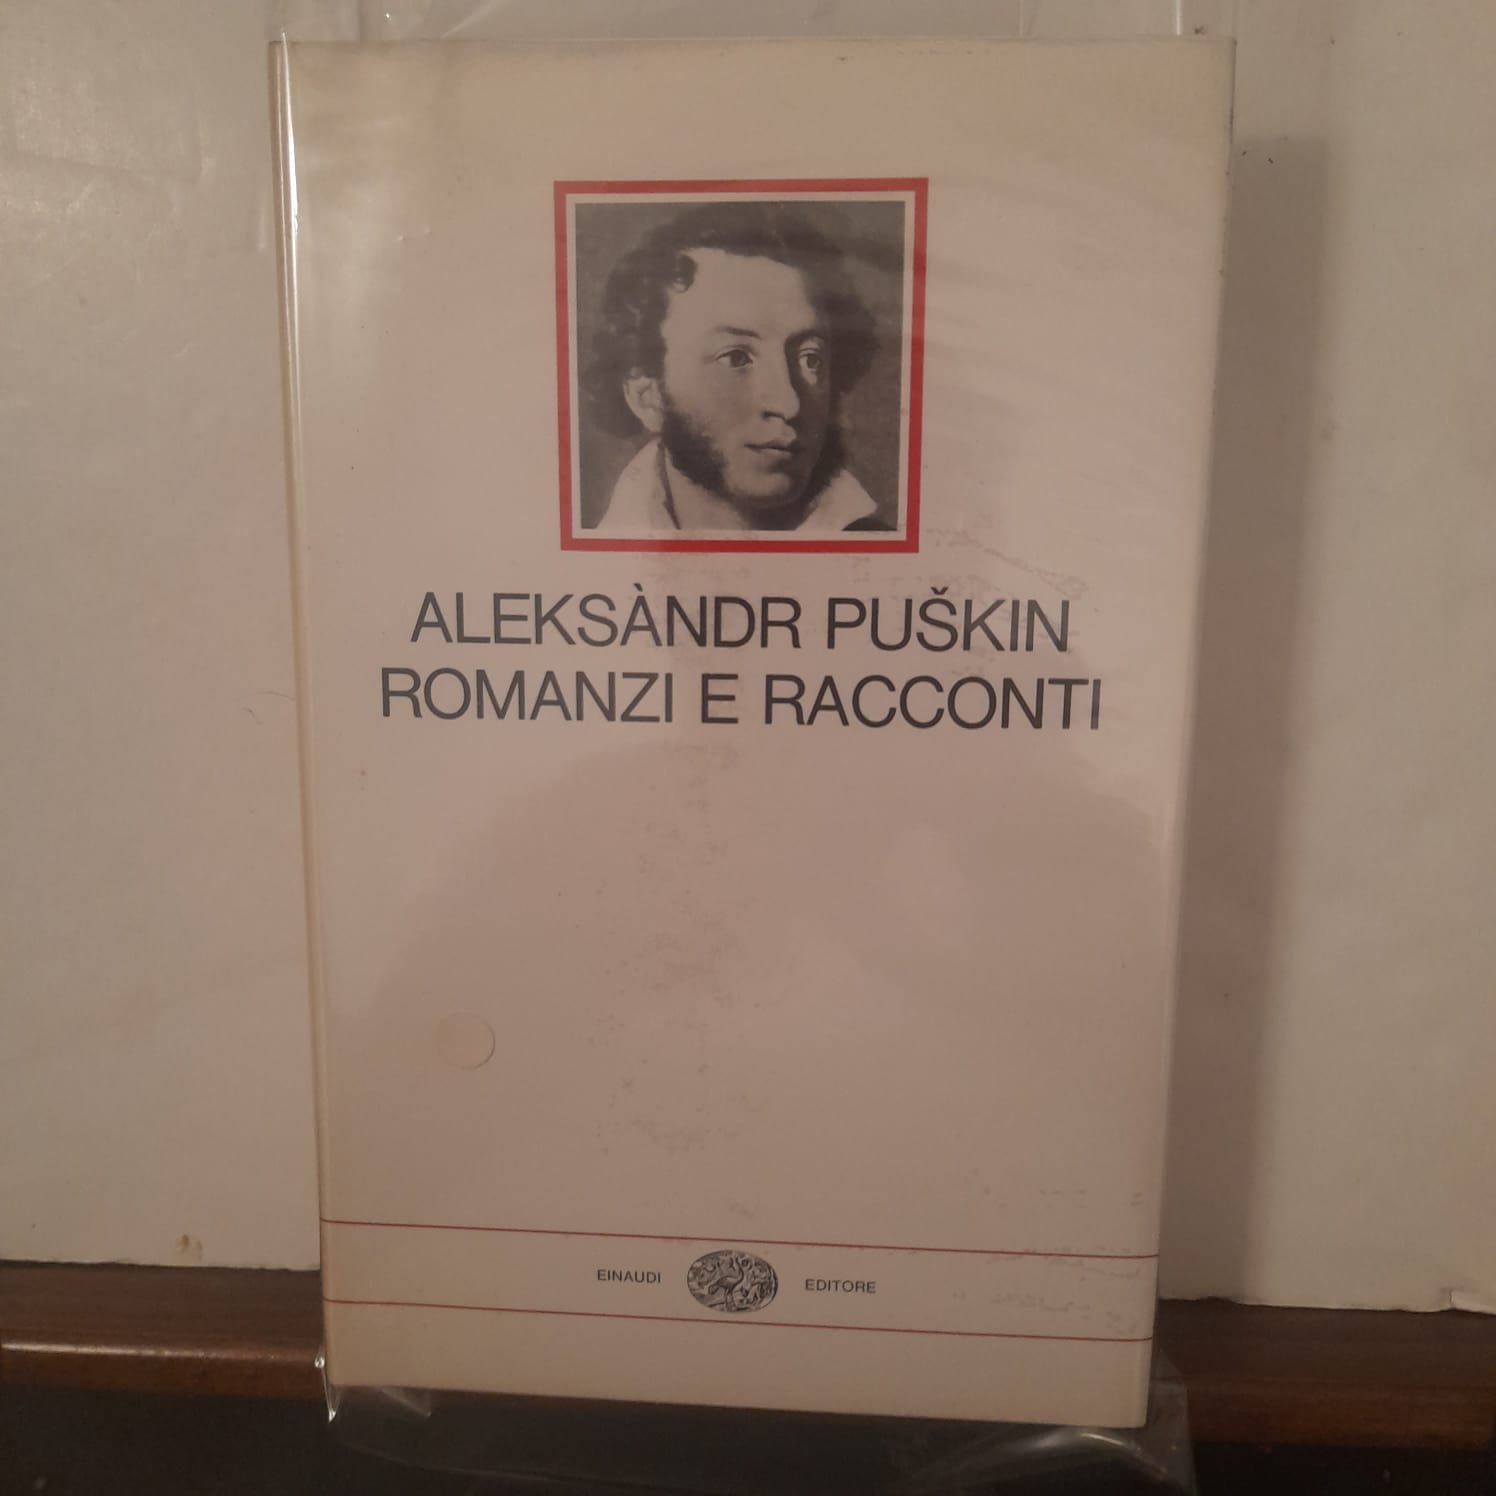 ALEKSÀNDR PUŠKIN
ROMANZI E RACCONTI
EINAUDI EDITORE